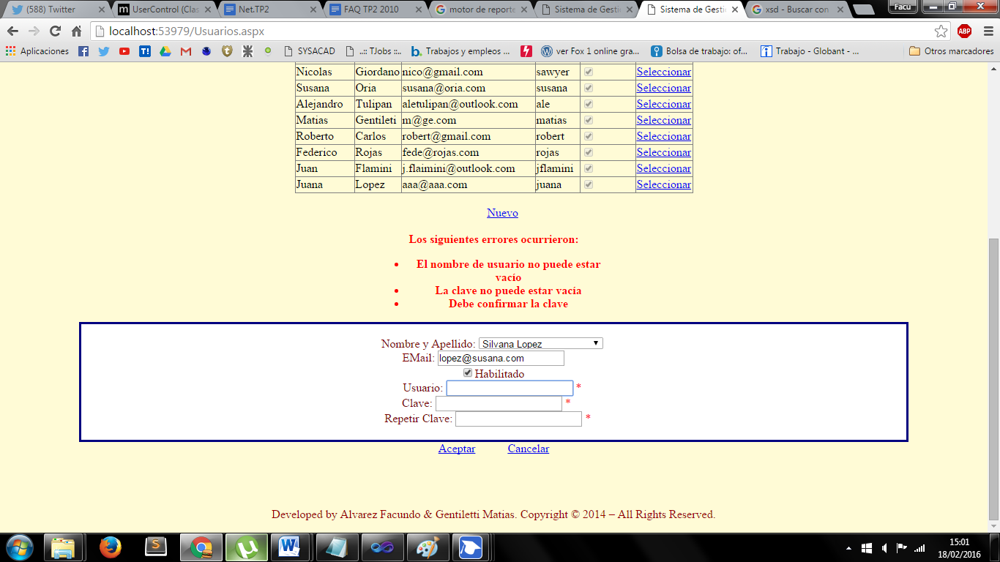 (588) Twitter
UserControl (Clas
Net.TP2
FAQ TP2 2010
motor de reporte
Sistema de Gesti
Sistema de Gesti
xsd - Buscar con
Facu
localhost:53979/Usuarios.aspx
ABP
Aplicaciones
SYSACAD
..:: TJobs ::..
Trabajos y empleos ...
ver Fox 1 online gra...
Bolsa de trabajo: of...
Trabajo - Globant - ...
Otros marcadores
Nicolas Giordano nico@gmail.com sawyer Seleccionar
Susana Oria susana@oria.com susana Seleccionar
Alejandro Tulipan aletulipan@outlook.com ale Seleccionar
Matias Gentileti m@ge.com matias Seleccionar
Roberto Carlos robert@gmail.com robert Seleccionar
Federico Rojas fede@rojas.com rojas Seleccionar
Juan Flamini j.flaimini@outlook.com jflamini Seleccionar
Juana Lopez aaa@aaa.com juana Seleccionar
Nuevo
Los siguientes errores ocurrieron:
• El nombre de usuario no puede estar
vacío
• La clave no puede estar vacía
• Debe confirmar la clave
Nombre y Apellido: Silvana Lopez
EMail: lopez@susana.com
Habilitado
Usuario: *
Clave: *
Repetir Clave: *
Aceptar Cancelar
Developed by Alvarez Facundo & Gentiletti Matias. Copyright © 2014 – All Rights Reserved.
15:01
18/02/2016